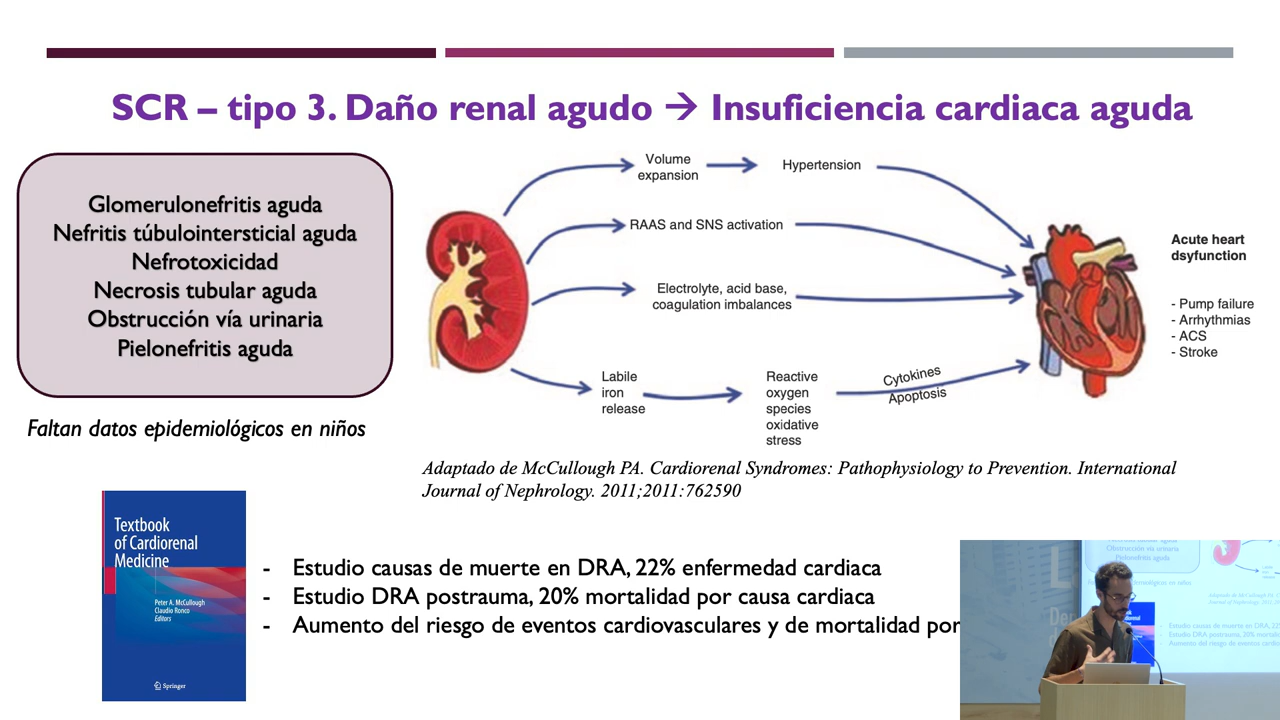 SCR – tipo 3. Daño renal agudo → Insuficiencia cardiaca aguda
Glomerulonefritis aguda
Nefritis túbulointersticial aguda
Nefrotoxicidad
Necrosis tubular aguda
Obstrucción vía urinaria
Pielonefritis aguda
Faltan datos epidemiológicos en niños
Volume
expansion
Hypertension
RAAS and SNS activation
Electrolyte, acid base,
coagulation imbalances
Labile
iron
release
Reactive
oxygen
species
oxidative
stress
Cytokines
Apoptosis
Acute heart
dsyfunction
- Pump failure
- Arrhythmias
- ACS
- Stroke
Adaptado de McCullough PA. Cardiorenal Syndromes: Pathophysiology to Prevention. International
Journal of Nephrology. 2011;2011:762590
Textbook
of Cardiorenal
Medicine
Peter A. McCullough
Claudio Ronco
Editors
Springer
- Estudio causas de muerte en DRA, 22% enfermedad cardiaca
- Estudio DRA postrauma, 20% mortalidad por causa cardiaca
- Aumento del riesgo de eventos cardiovasculares y de mortalidad por
Obstrucción vía urinaria
Pielonefritis aguda